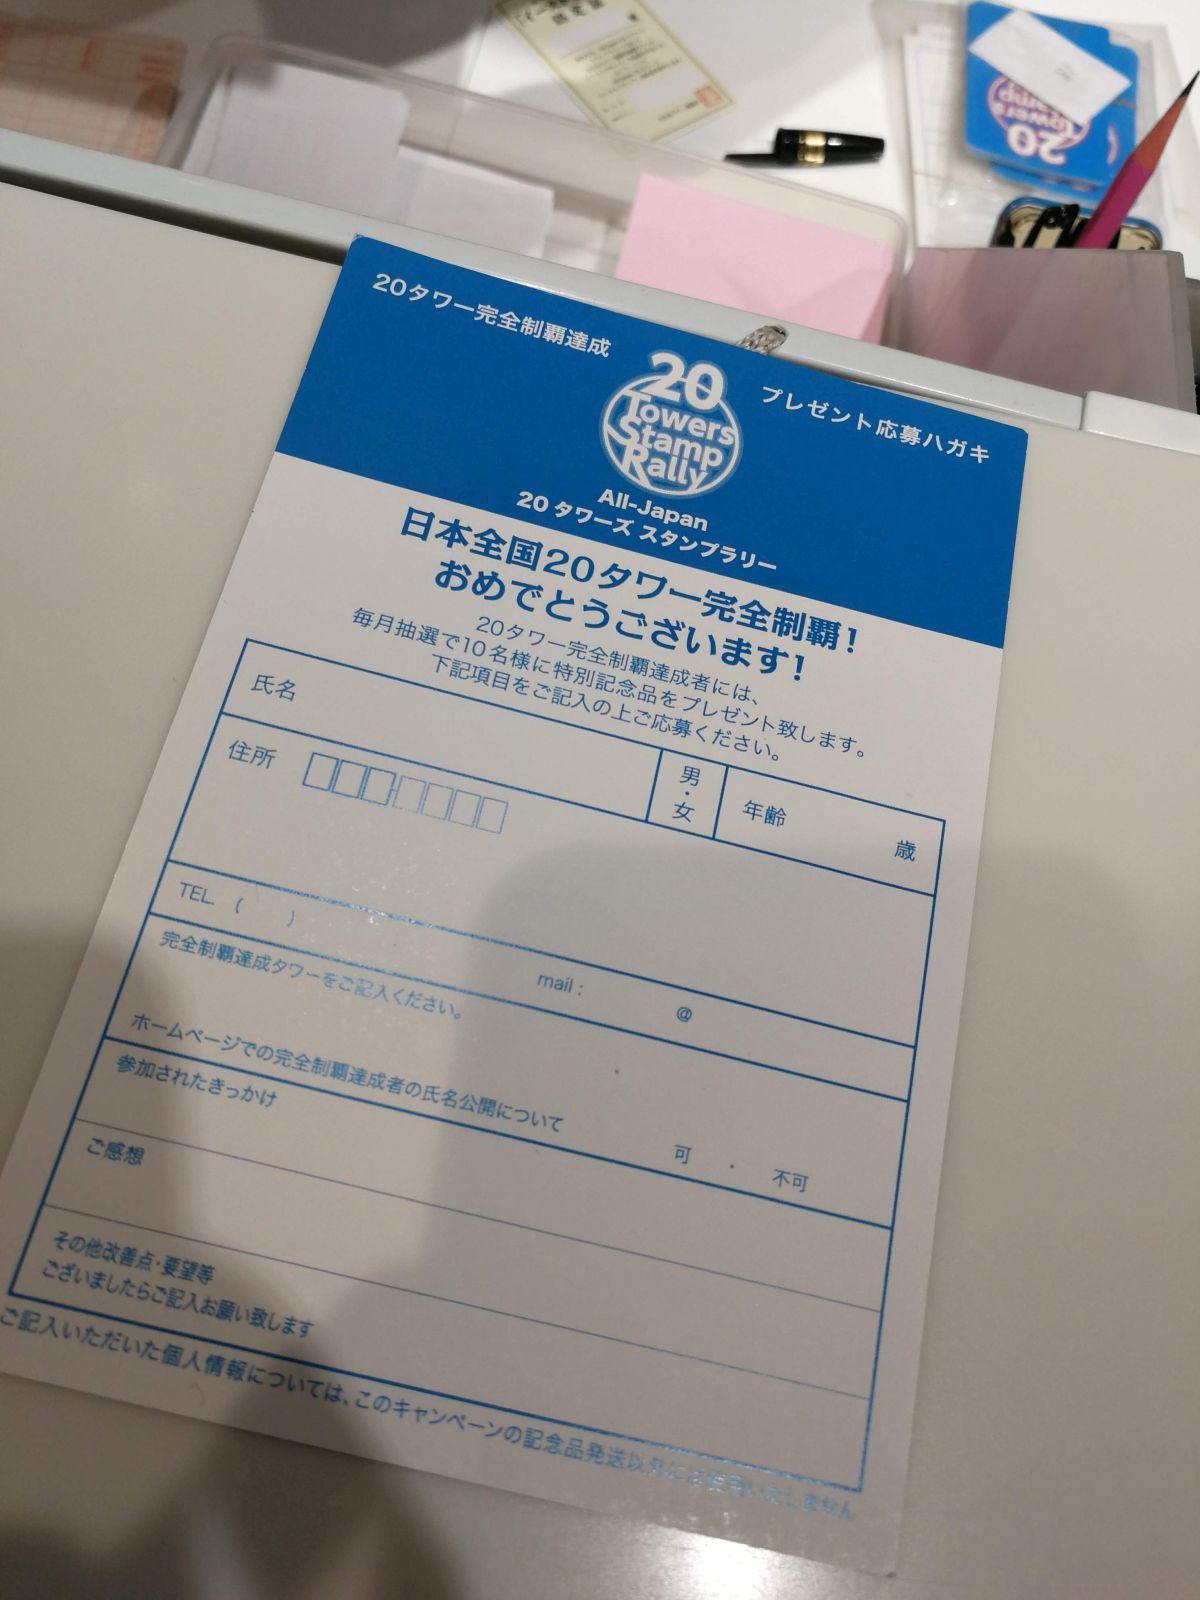 20タワー完全制覇達成
プレゼント応募ハガキ
20
Towers
Stamp
Rally
All-Japan
20 タワーズ スタンプラリー
日本全国20タワー完全制覇!
おめでとうございます!
20タワー完全制覇達成者には、
毎月抽選で10名様に特別記念品をプレゼント致します。
下記項目をご記入の上ご応募ください。
氏名
男・女
年齢 歳
住所
TEL. ( )
mail : @
完全制覇達成タワーをご記入ください。
ホームページでの完全制覇達成者の氏名公開について
可 ・ 不可
参加されたきっかけ
ご感想
その他改善点・要望等
ございましたらご記入お願い致します
ご記入いただいた個人情報については、このキャンペーンの記念品発送以外には使用いたしません
20
Towers